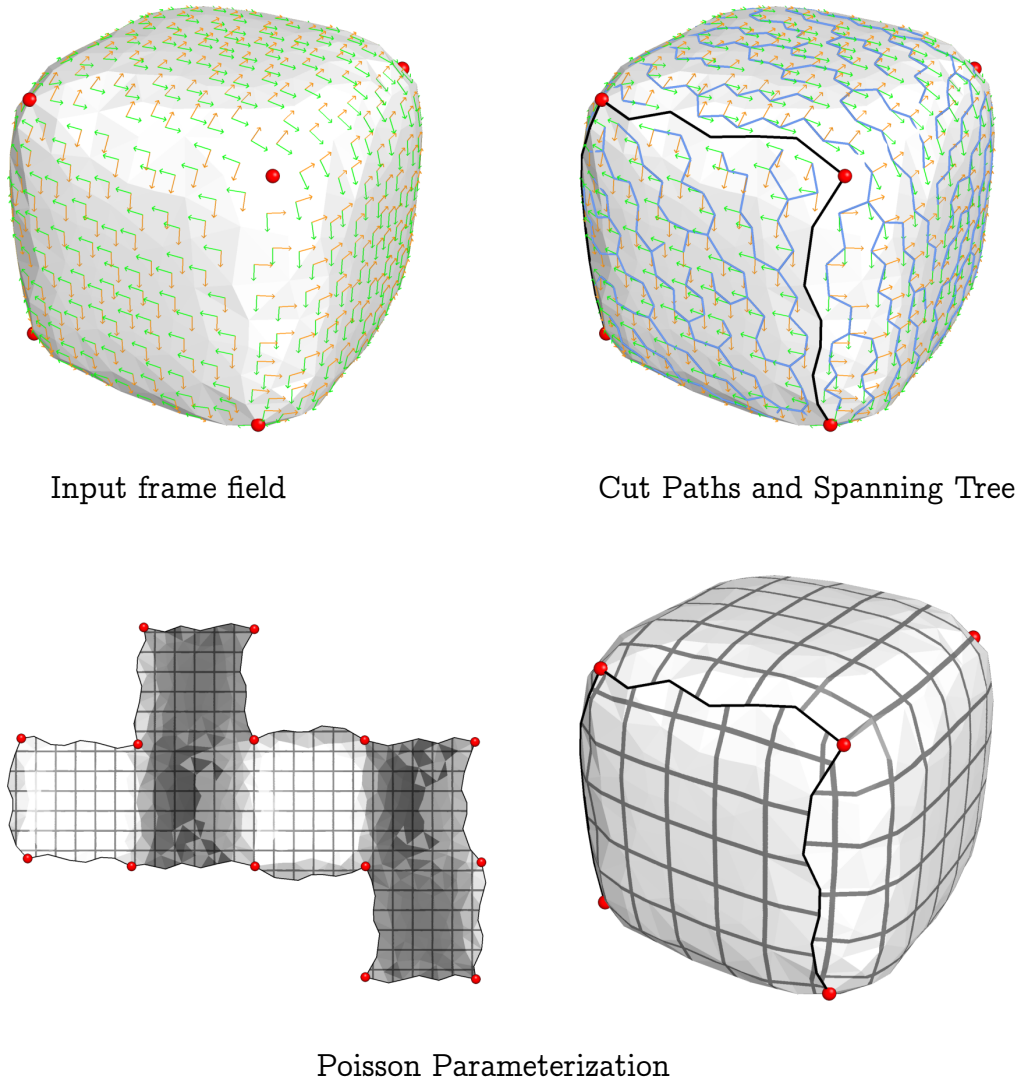 Input frame field
Cut Paths and Spanning Tree
Poisson Parameterization